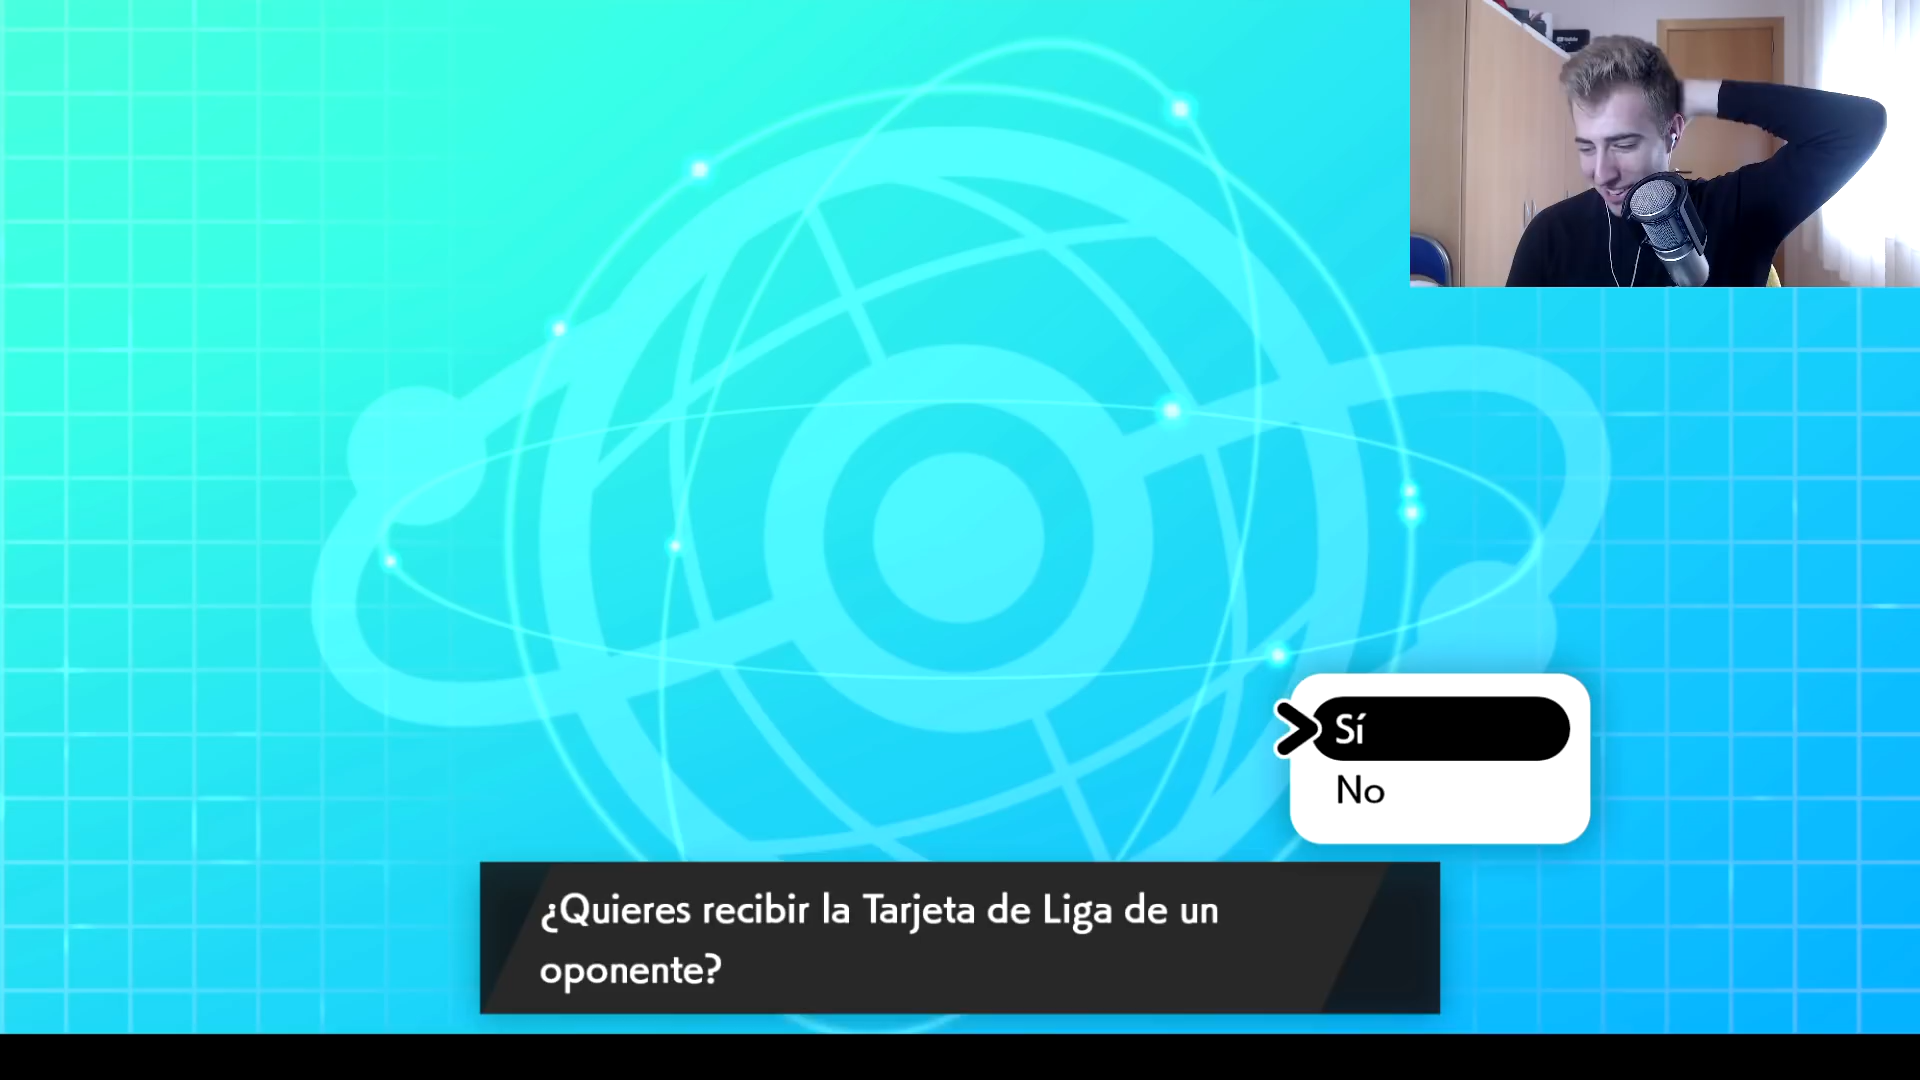 Sí
No
¿Quieres recibir la Tarjeta de Liga de un
oponente?